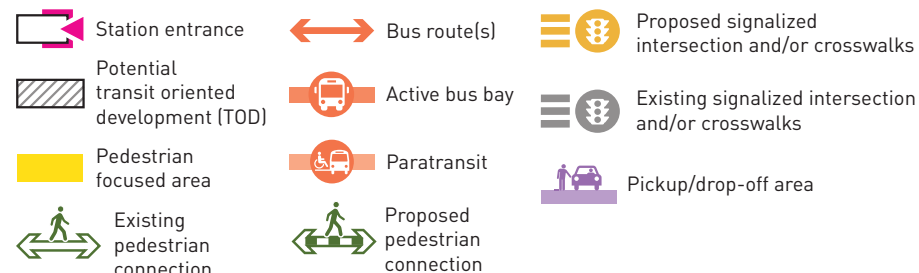 Station entrance
Potential
transit oriented
development (TOD)
Pedestrian
focused area
Existing
pedestrian
connection
Bus route(s)
Active bus bay
Paratransit
Proposed
pedestrian
connection
Proposed signalized
intersection and/or crosswalks
Existing signalized intersection
and/or crosswalks
Pickup/drop-off area